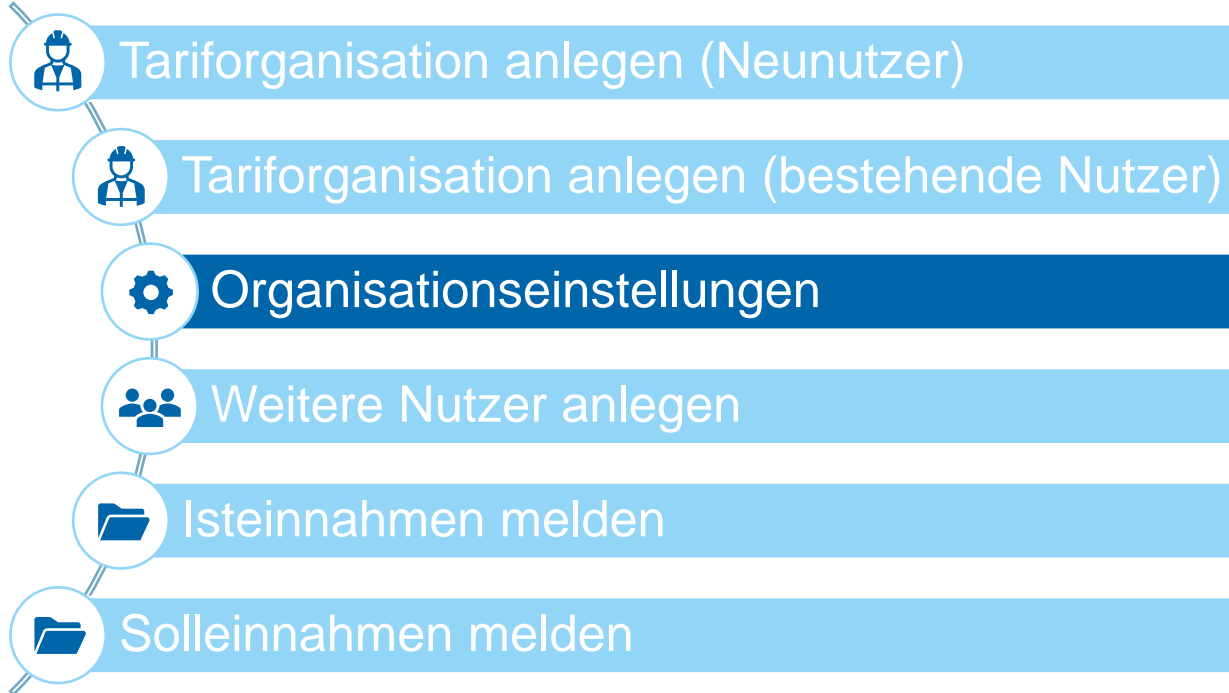 Tariforganisation anlegen (Neunutzer)
Tariforganisation anlegen (bestehende Nutzer)
Organisationseinstellungen
Weitere Nutzer anlegen
Isteinnahmen melden
Solleinnahmen melden